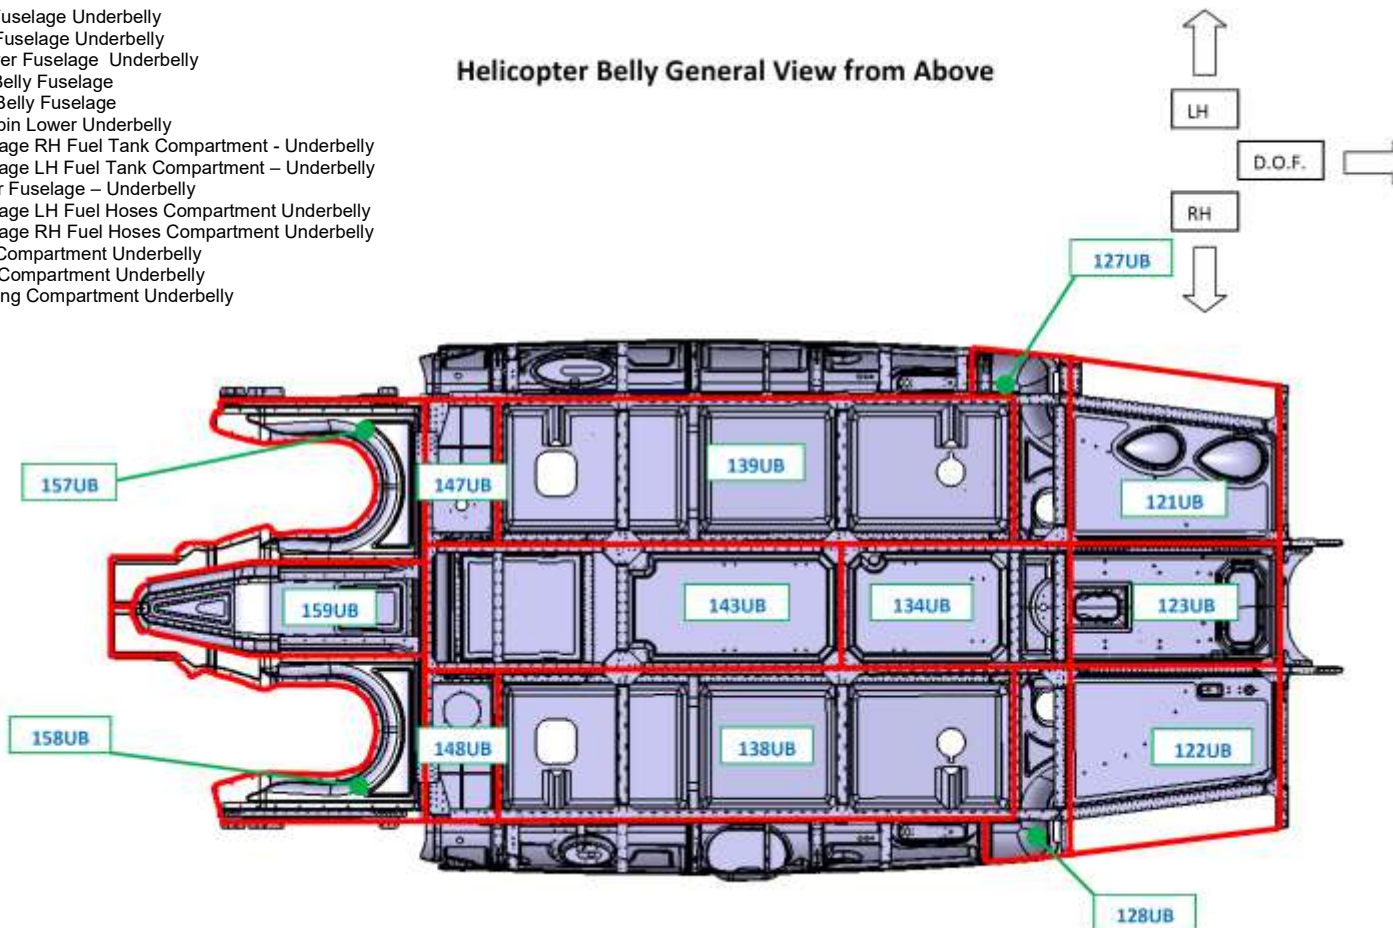 uselage Underbelly
Fuselage Underbelly
er Fuselage  Underbelly
Belly Fuselage
Belly Fuselage
bin Lower Underbelly
age RH Fuel Tank Compartment - Underbelly
age LH Fuel Tank Compartment – Underbelly
r Fuselage – Underbelly
age LH Fuel Hoses Compartment Underbelly
age RH Fuel Hoses Compartment Underbelly
Compartment Underbelly
Compartment Underbelly
ng Compartment Underbelly
Helicopter Belly General View from Above
LH
D.O.F.
RH
127UB
157UB
147UB
139UB
121UB
159UB
143UB
134UB
123UB
158UB
148UB
138UB
122UB
128UB